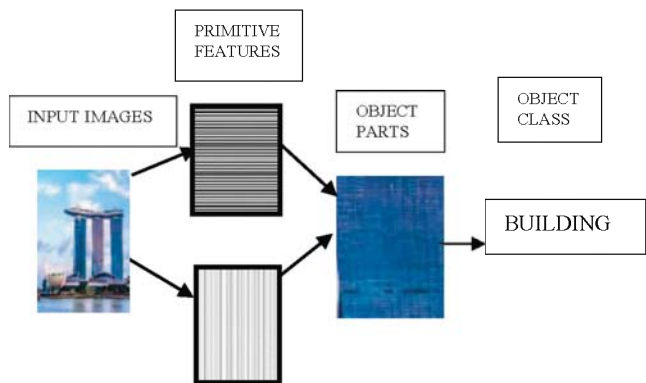 PRIMITIVE
FEATURES
INPUT IMAGES
OBJECT
PARTS
OBJECT
CLASS
BUILDING